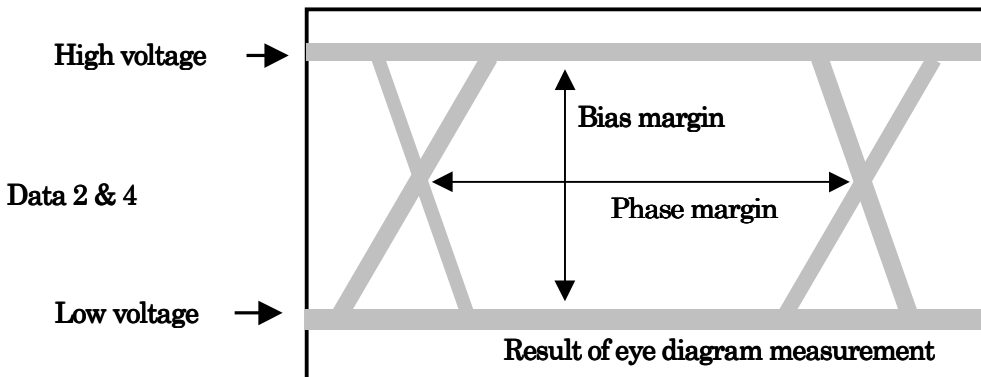 High voltage
Bias margin
Data 2 & 4
Phase margin
Low voltage
Result of eye diagram measurement